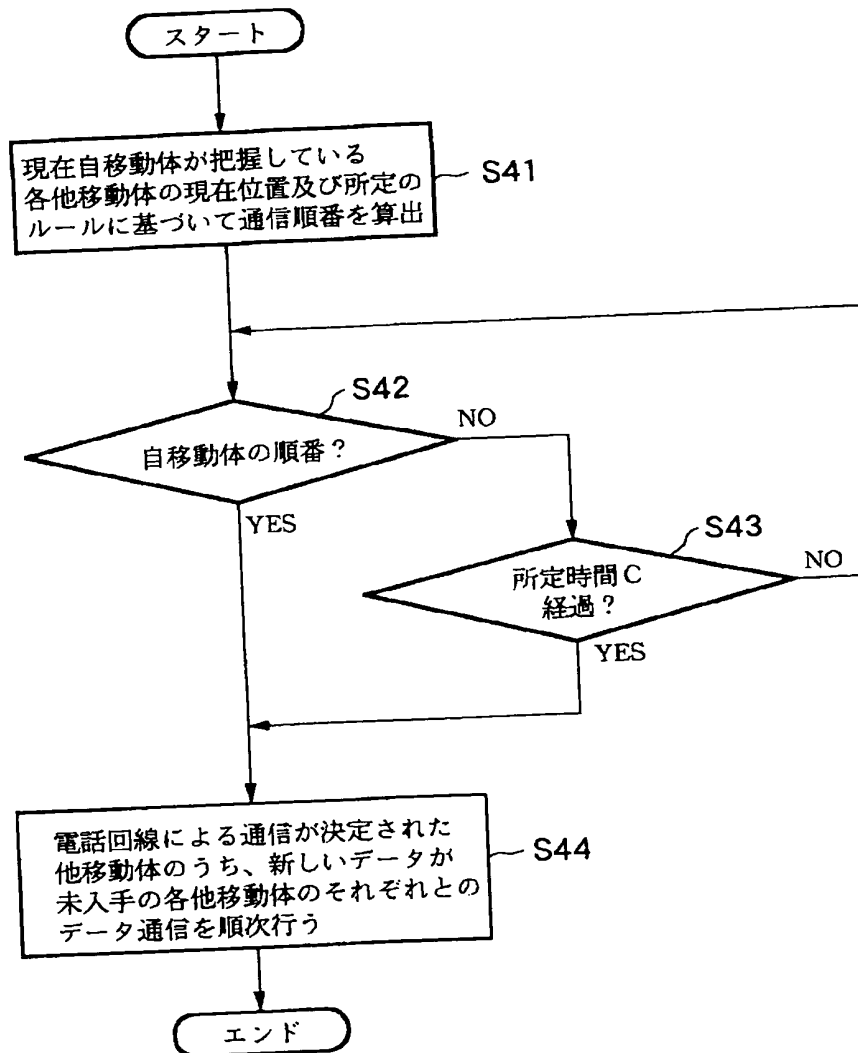 スタート
現在自移動体が把握している
各他移動体の現在位置及び所定の
ルールに基づいて通信順番を算出
S41
S42
自移動体の順番?
NO
YES
S43
所定時間C
経過?
NO
YES
電話回線による通信が決定された
他移動体のうち、新しいデータが
未入手の各他移動体のそれぞれとの
データ通信を順次行う
S44
エンド